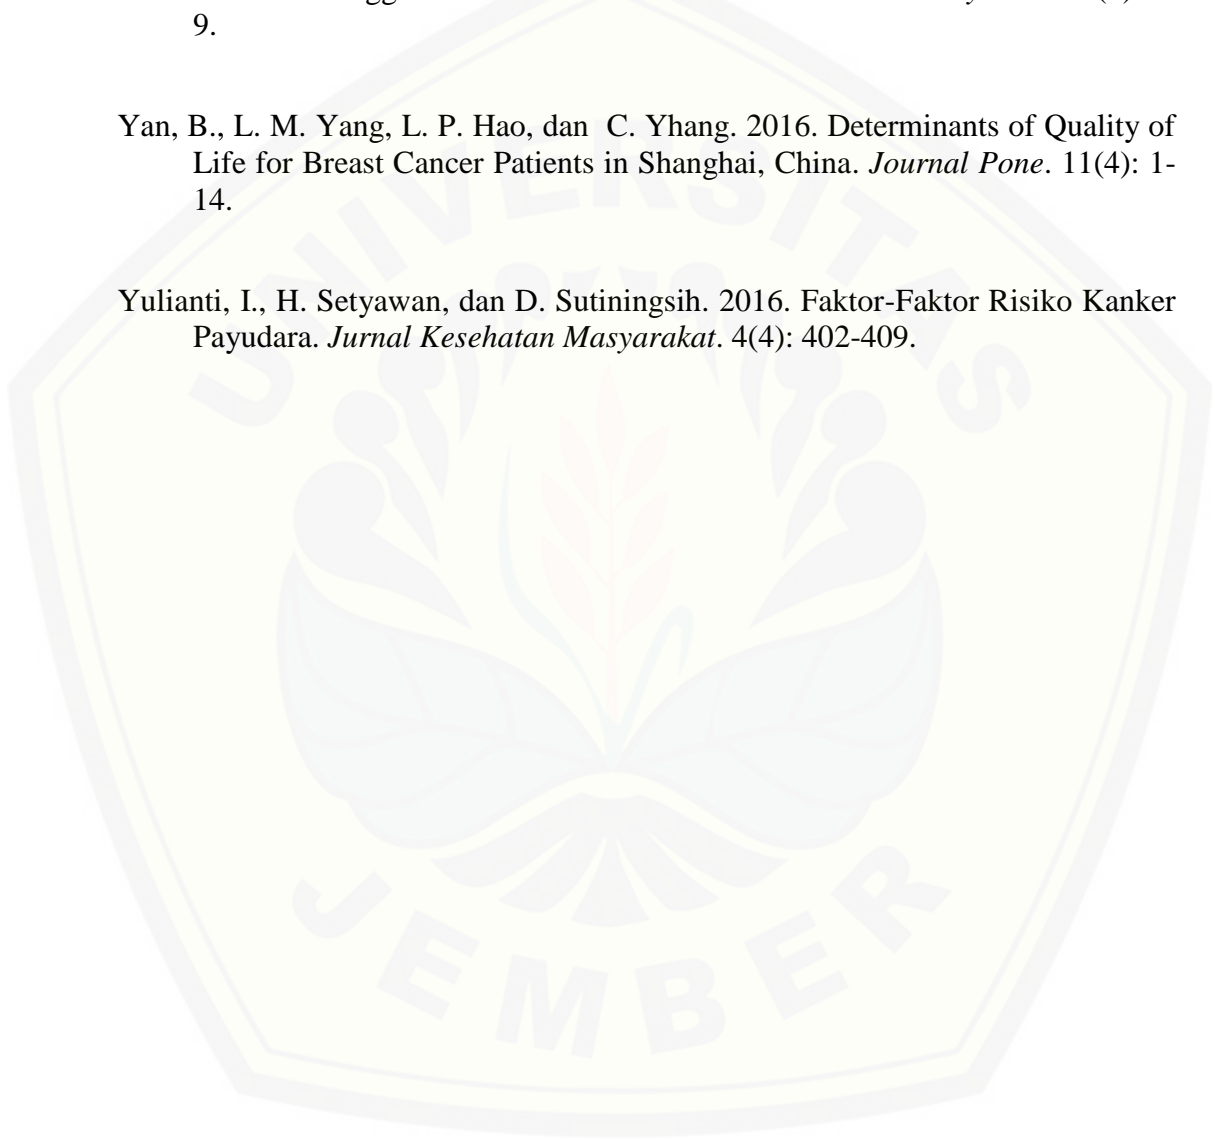 9.
Yan, B., L. M. Yang, L. P. Hao, dan C. Yhang. 2016. Determinants of Quality of
Life for Breast Cancer Patients in Shanghai, China. Journal Pone. 11(4): 1-
14.
Yulianti, I., H. Setyawan, dan D. Sutiningsih. 2016. Faktor-Faktor Risiko Kanker
Payudara. Jurnal Kesehatan Masyarakat. 4(4): 402-409.
UNIVERSITAS
JEMBER